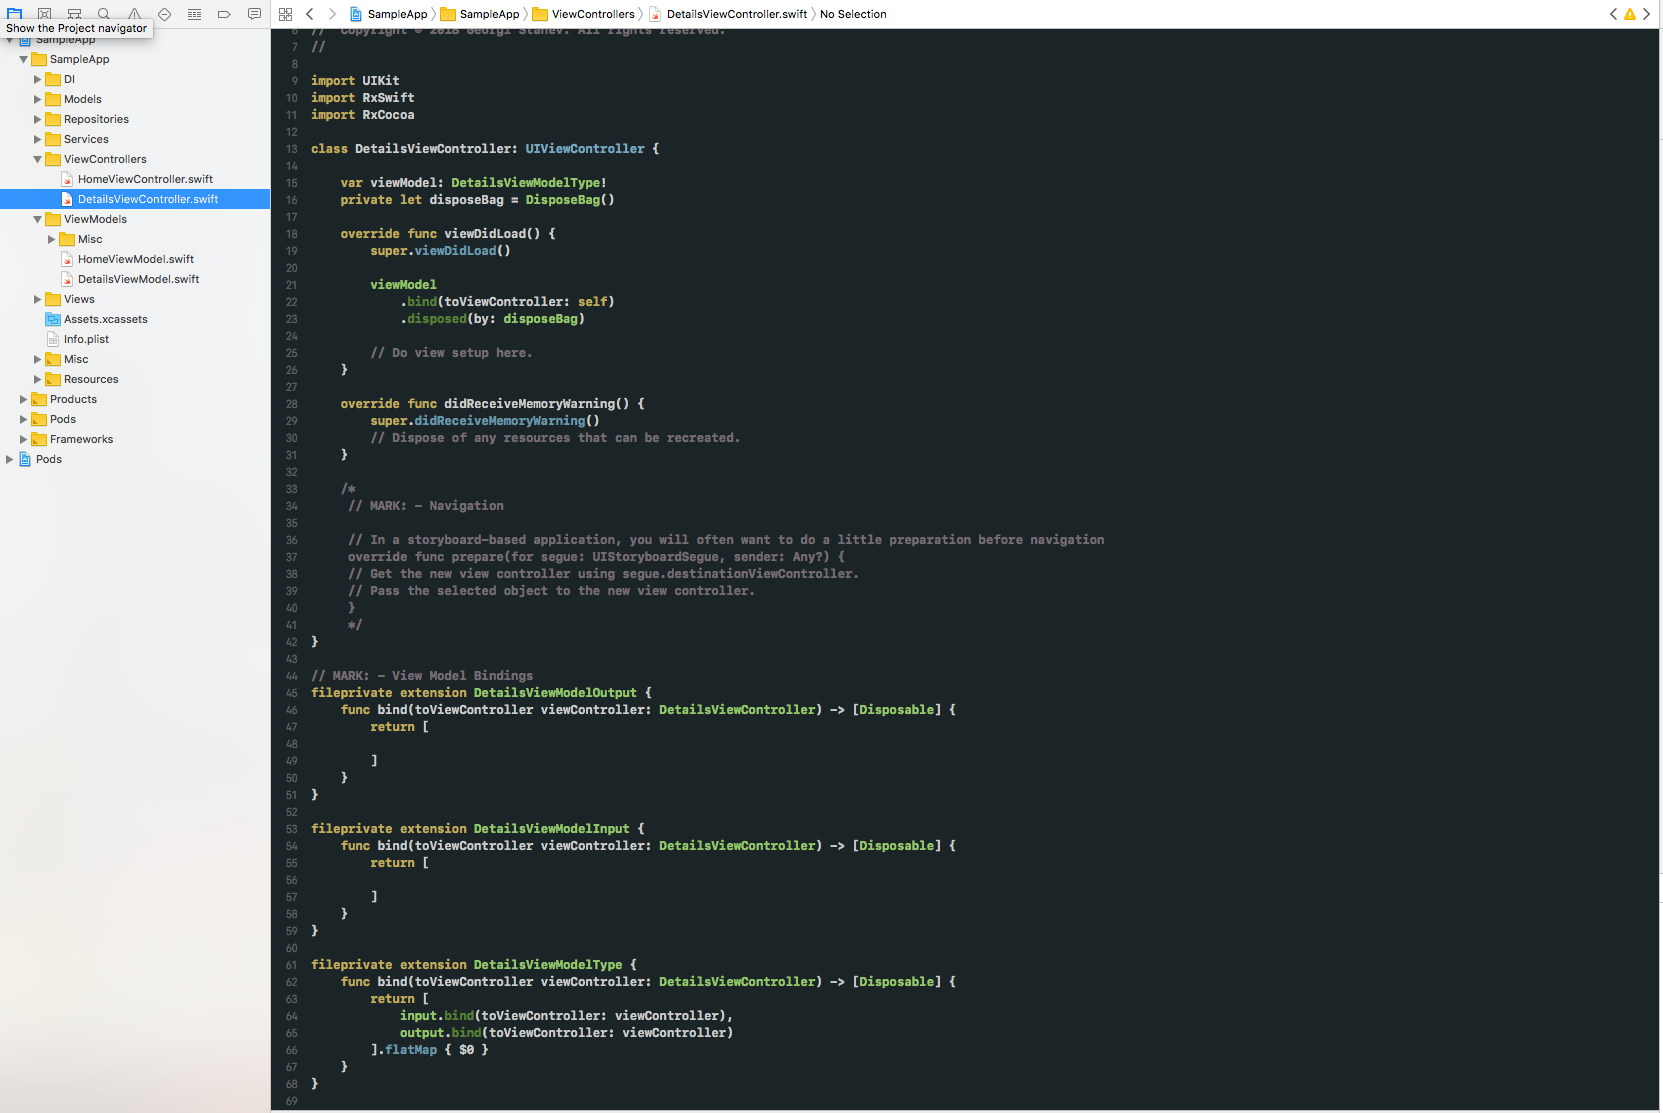 SampleApp 〉 SampleApp 〉 ViewControllers 〉 DetailsViewController.swift 〉 No Selection
Show the Project navigator
SampleApp
SampleApp
DI
Models
Repositories
Services
ViewControllers
HomeViewController.swift
DetailsViewController.swift
ViewModels
Misc
HomeViewModel.swift
DetailsViewModel.swift
Views
Assets.xcassets
Info.plist
Misc
Resources
Products
Pods
Frameworks
Pods
6 //  Copyright © 2018 Georgi Stanev. All rights reserved.
7 //
8
9 import UIKit
10 import RxSwift
11 import RxCocoa
12
13 class DetailsViewController: UIViewController {
14
15     var viewModel: DetailsViewModelType!
16     private let disposeBag = DisposeBag()
17
18     override func viewDidLoad() {
19         super.viewDidLoad()
20
21         viewModel
22             .bind(toViewController: self)
23             .disposed(by: disposeBag)
24
25         // Do view setup here.
26     }
27
28     override func didReceiveMemoryWarning() {
29         super.didReceiveMemoryWarning()
30         // Dispose of any resources that can be recreated.
31     }
32
33     /*
34      // MARK: - Navigation
35
36         // In a storyboard-based application, you will often want to do a little preparation before navigation
37      override func prepare(for segue: UIStoryboardSegue, sender: Any?) {
38         // Get the new view controller using segue.destinationViewController.
39         // Pass the selected object to the new view controller.
40      }
41      */
42 }
43
44 // MARK: - View Model Bindings
45 fileprivate extension DetailsViewModelOutput {
46     func bind(toViewController viewController: DetailsViewController) -> [Disposable] {
47         return [
48
49         ]
50     }
51 }
52
53 fileprivate extension DetailsViewModelInput {
54     func bind(toViewController viewController: DetailsViewController) -> [Disposable] {
55         return [
56
57         ]
58     }
59 }
60
61 fileprivate extension DetailsViewModelType {
62     func bind(toViewController viewController: DetailsViewController) -> [Disposable] {
63         return [
64             input.bind(toViewController: viewController),
65             output.bind(toViewController: viewController)
66         ].flatMap { $0 }
67     }
68 }
69